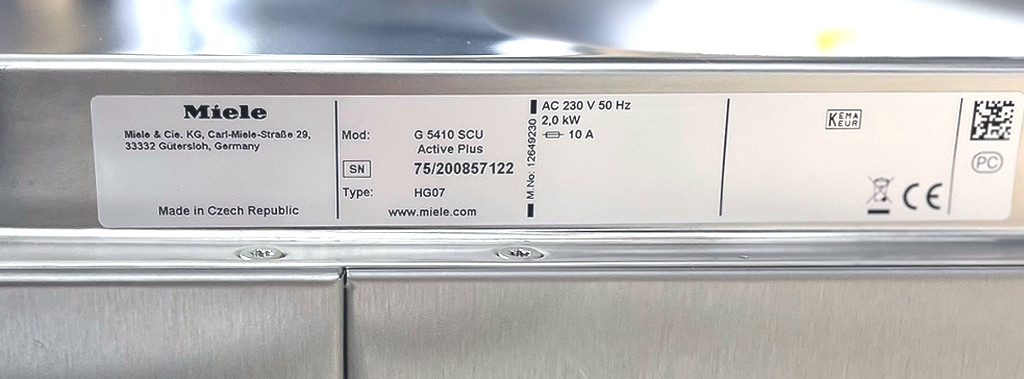 Miele
Miele & Cie. KG, Carl-Miele-Straße 29,
33332 Gütersloh, Germany
Made in Czech Republic
Mod: G 5410 SCU
Active Plus
SN 75/200857122
Type: HG07
www.miele.com
M.No: 12649230
AC 230 V 50 Hz
2,0 kW
10 A
KEMA
KEUR
CE
PC